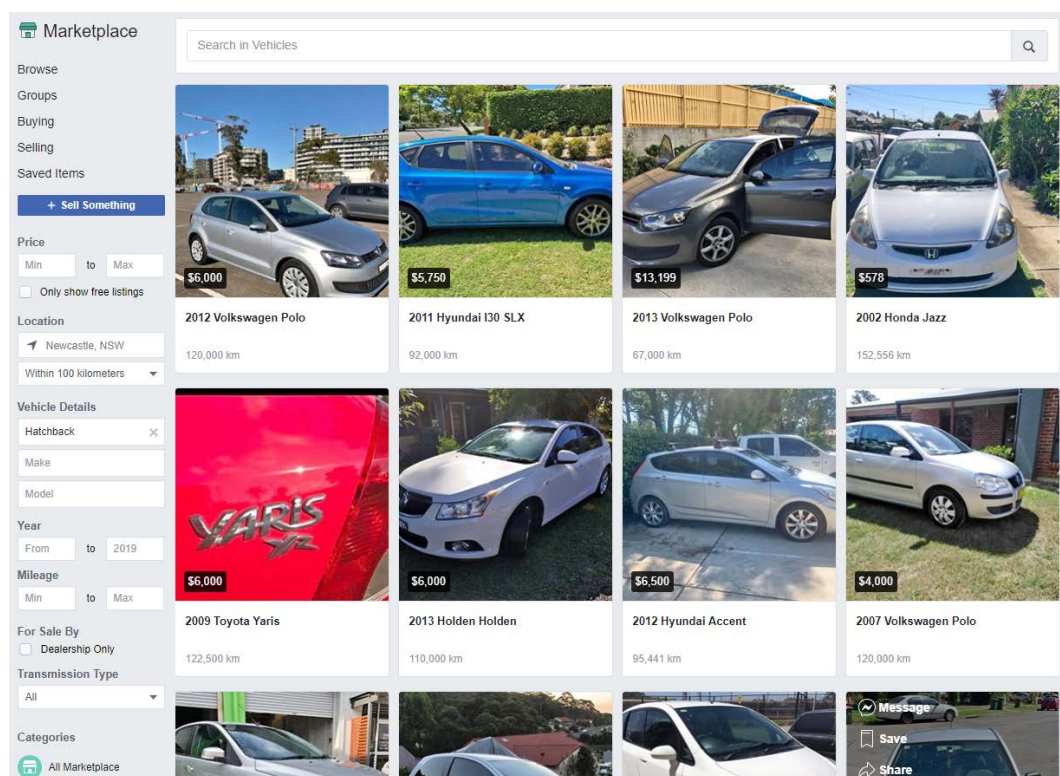 Marketplace
Search in Vehicles
Browse
Groups
Buying
Selling
Saved Items
+ Sell Something
Price
Min to Max
Only show free listings
Location
Newcastle, NSW
Within 100 kilometers
Vehicle Details
Hatchback
Make
Model
Year
From to 2019
Mileage
Min to Max
For Sale By
Dealership Only
Transmission Type
All
Categories
All Marketplace
$6,000
2012 Volkswagen Polo
120,000 km
$5,750
2011 Hyundai I30 SLX
92,000 km
$13,199
2013 Volkswagen Polo
67,000 km
$578
2002 Honda Jazz
152,556 km
YARIS
YR
$6,000
2009 Toyota Yaris
122,500 km
$6,000
2013 Holden Holden
110,000 km
$6,500
2012 Hyundai Accent
95,441 km
$4,000
2007 Volkswagen Polo
120,000 km
Message
Save
Share